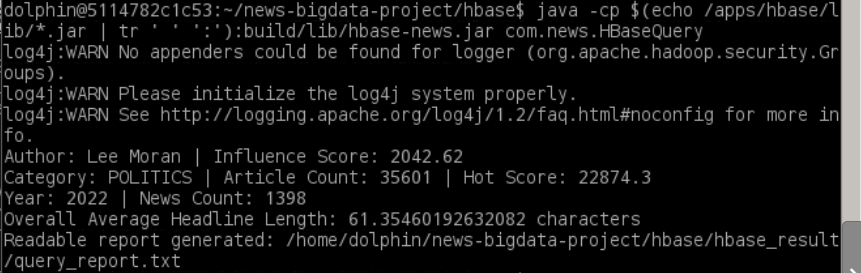 dolphin@5114782c1c53:~/news-bigdata-project/hbase$ java -cp $(echo /apps/hbase/l
ib/*.jar | tr ' ' ':'):build/lib/hbase-news.jar com.news.HBaseQuery
log4j:WARN No appenders could be found for logger (org.apache.hadoop.security.Gr
oups).
log4j:WARN Please initialize the log4j system properly.
log4j:WARN See http://logging.apache.org/log4j/1.2/faq.html#noconfig for more in
fo.
Author: Lee Moran | Influence Score: 2042.62
Category: POLITICS | Article Count: 35601 | Hot Score: 22874.3
Year: 2022 | News Count: 1398
Overall Average Headline Length: 61.35460192632082 characters
Readable report generated: /home/dolphin/news-bigdata-project/hbase/hbase_result
/query_report.txt